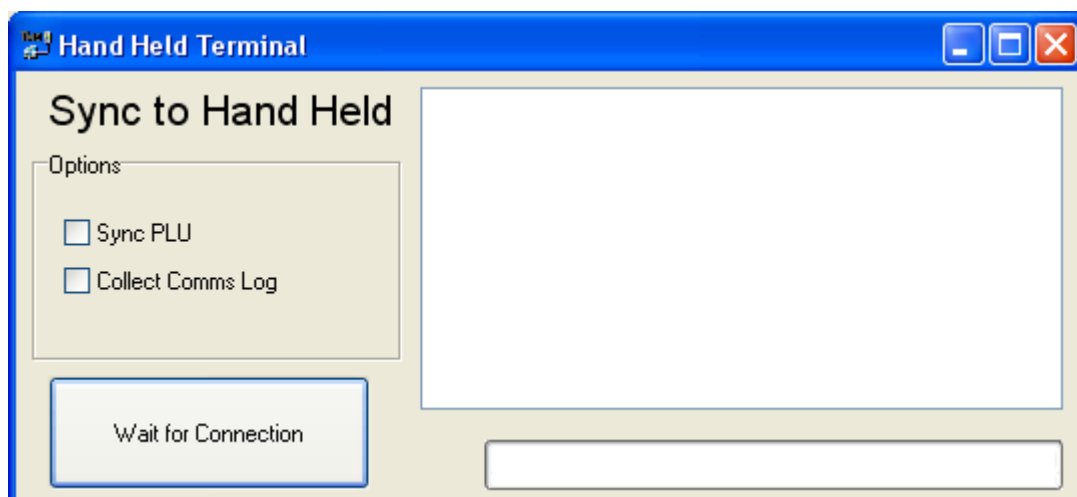 Hand Held Terminal
Sync to Hand Held
Options
Sync PLU
Collect Comms Log
Wait for Connection